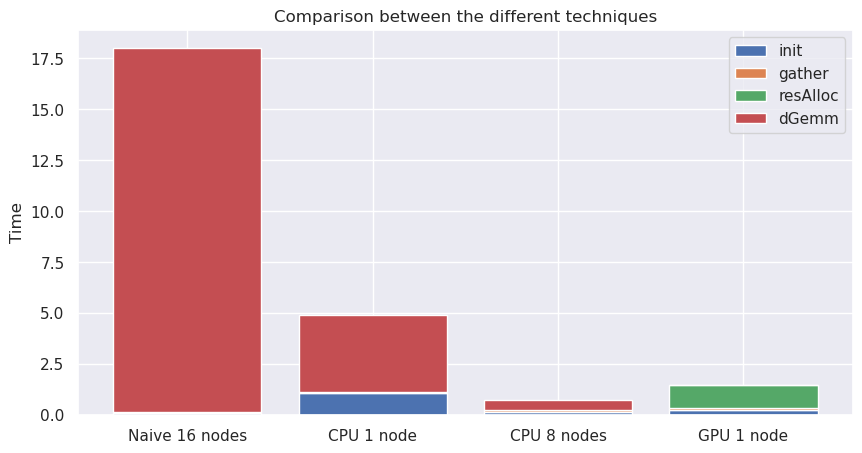 Comparison between the different techniques
init
gather
resAlloc
dGemm
Time
17.5
15.0
12.5
10.0
7.5
5.0
2.5
0.0
Naive 16 nodes
CPU 1 node
CPU 8 nodes
GPU 1 node